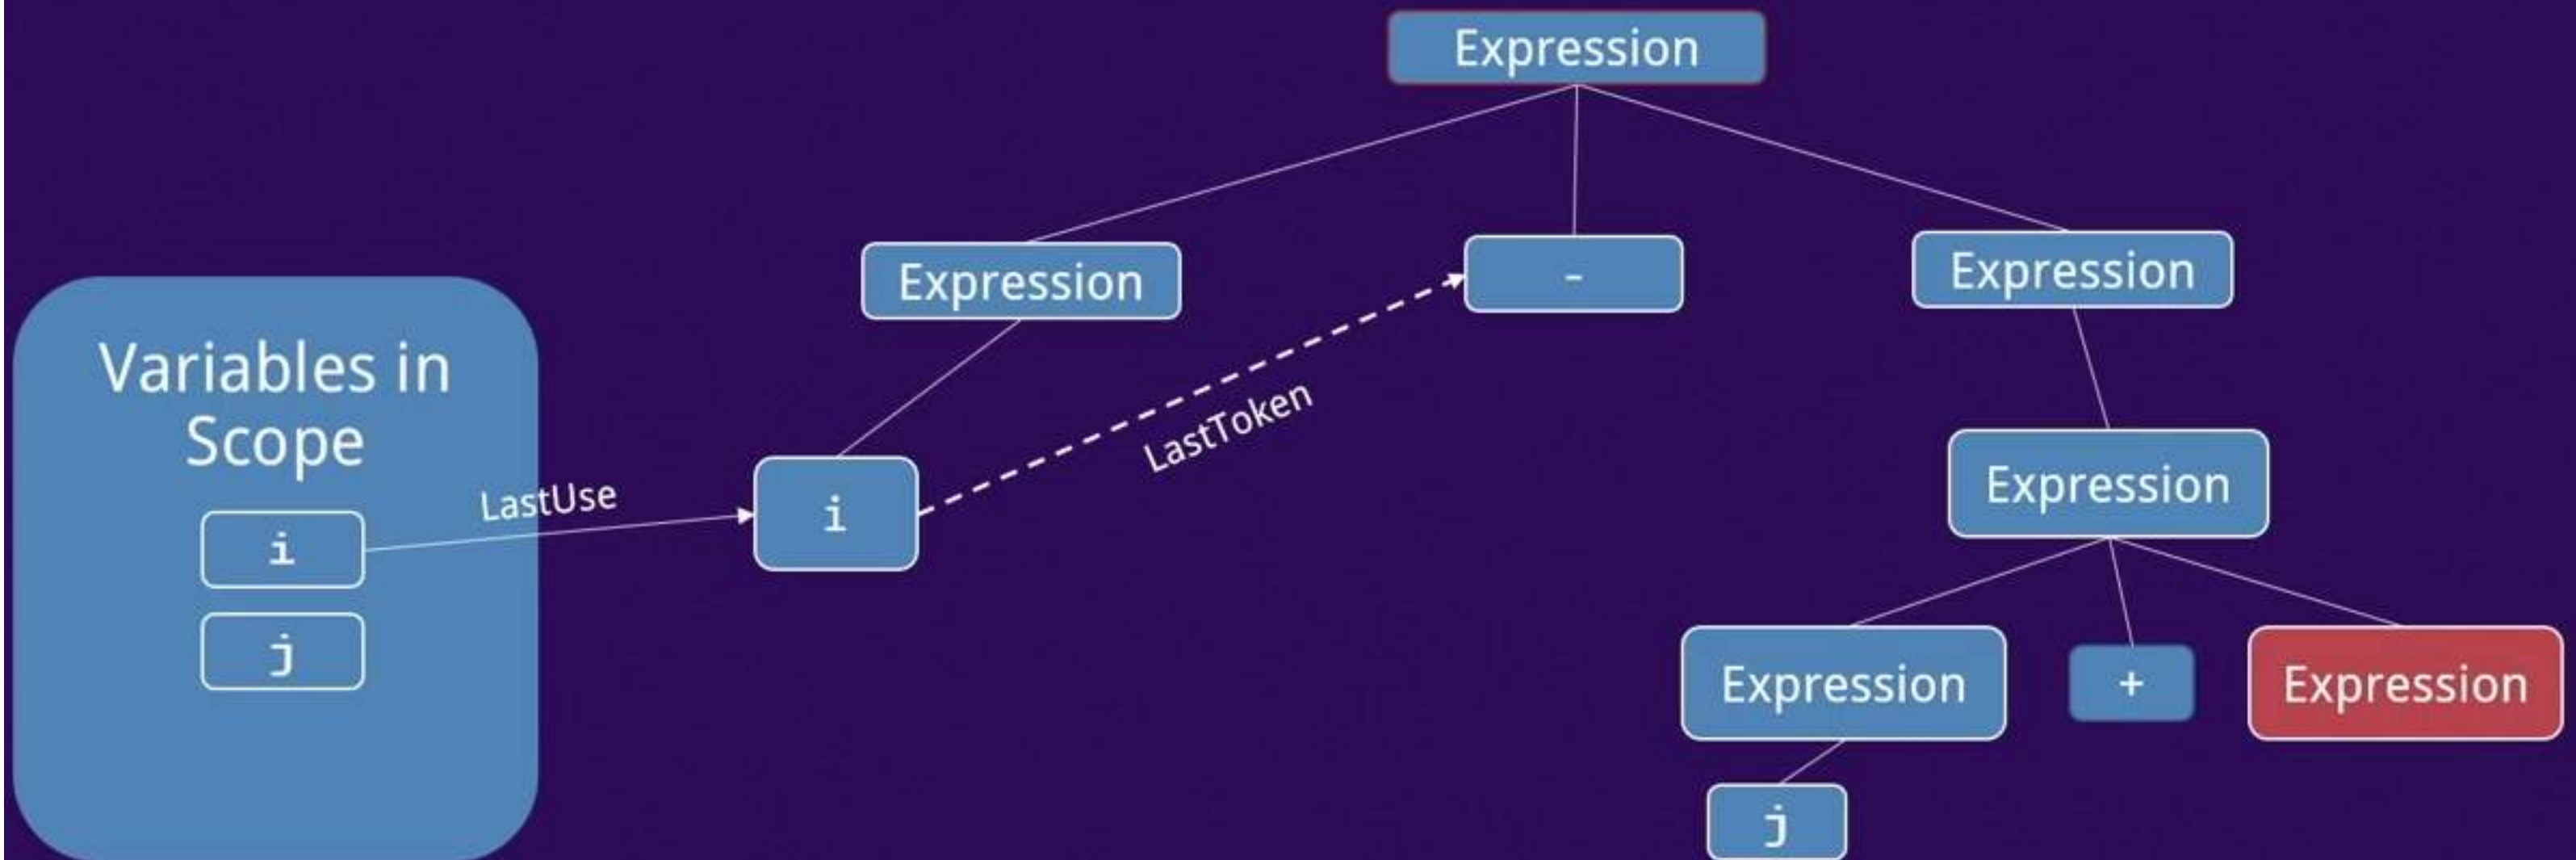 Expression
Expression
-
Expression
Variables in
Scope
LastUse
i
i
LastToken
j
Expression
Expression
+
Expression
j